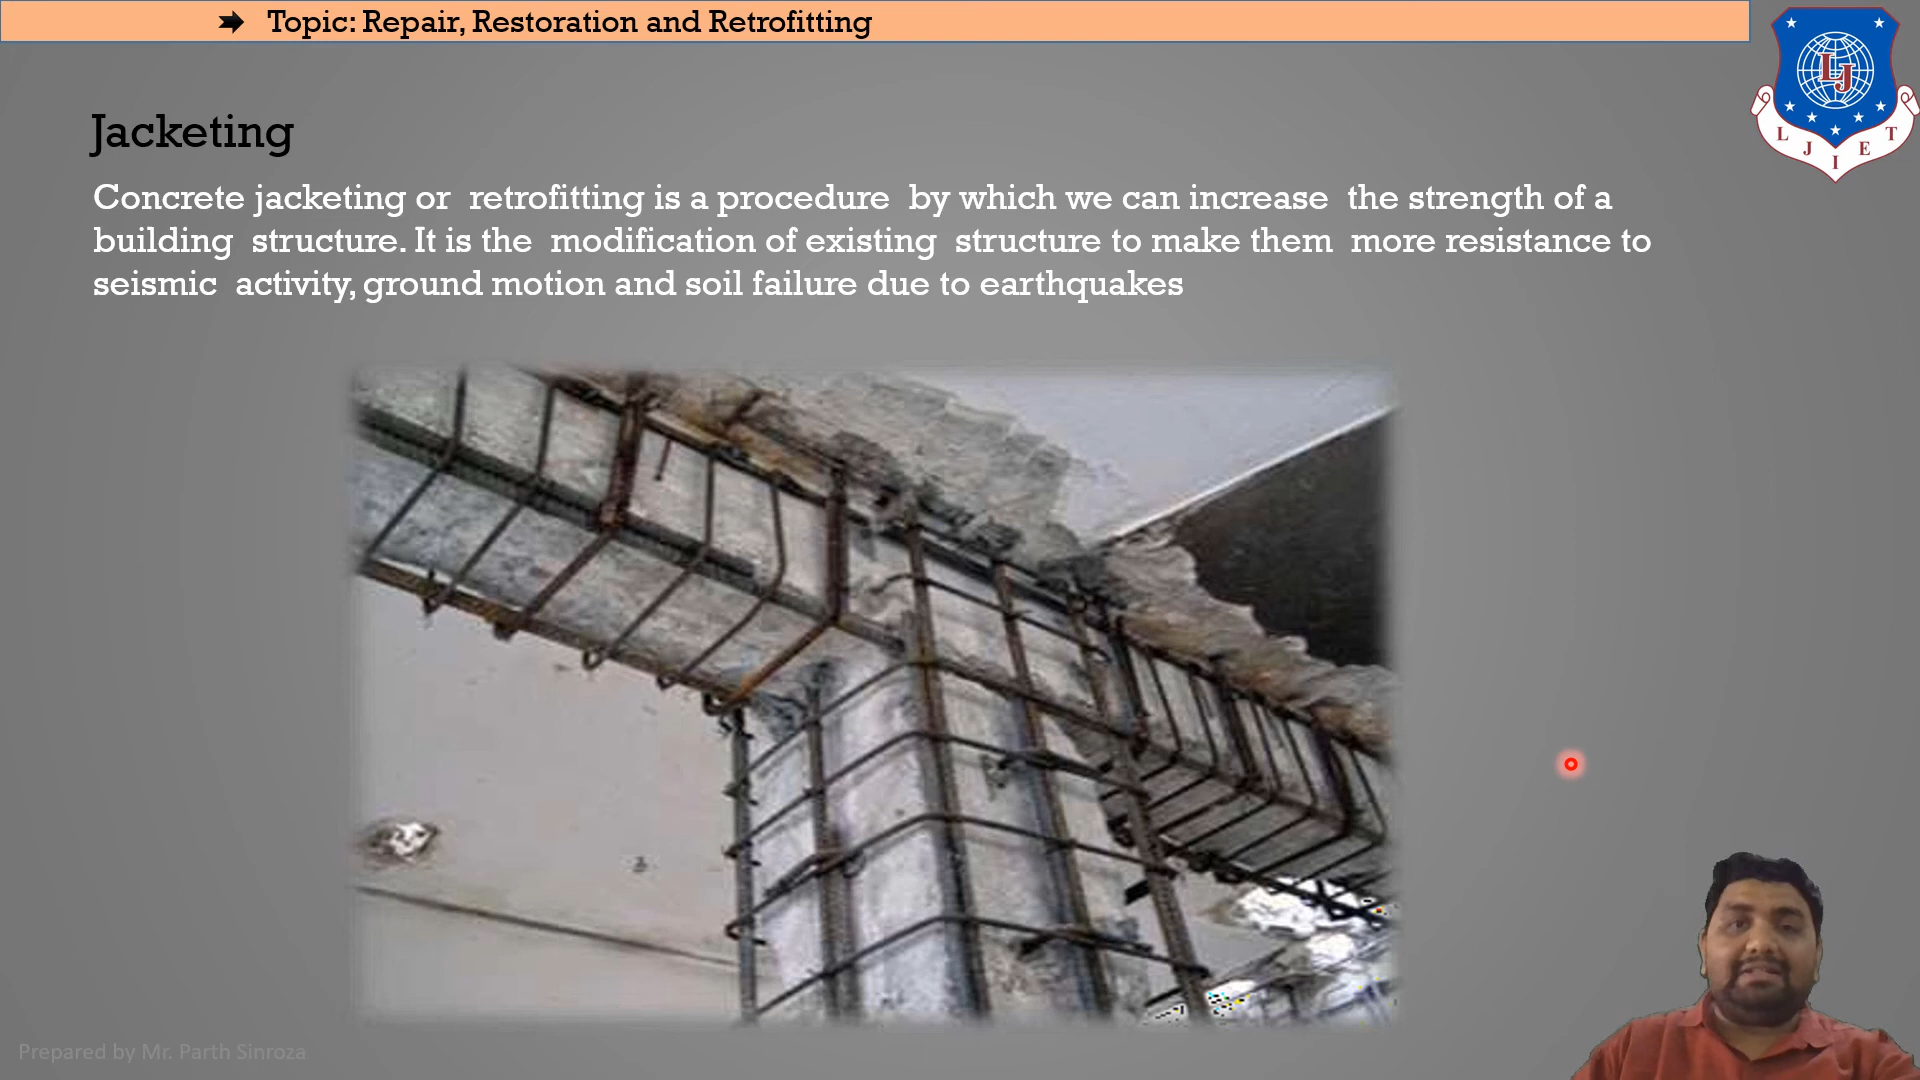 Topic: Repair, Restoration and Retrofitting
Jacketing
Concrete jacketing or retrofitting is a procedure by which we can increase the strength of a
building structure. It is the modification of existing structure to make them more resistance to
seismic activity, ground motion and soil failure due to earthquakes
LJ
L J I E T
Prepared by Mr. Parth Sinroza